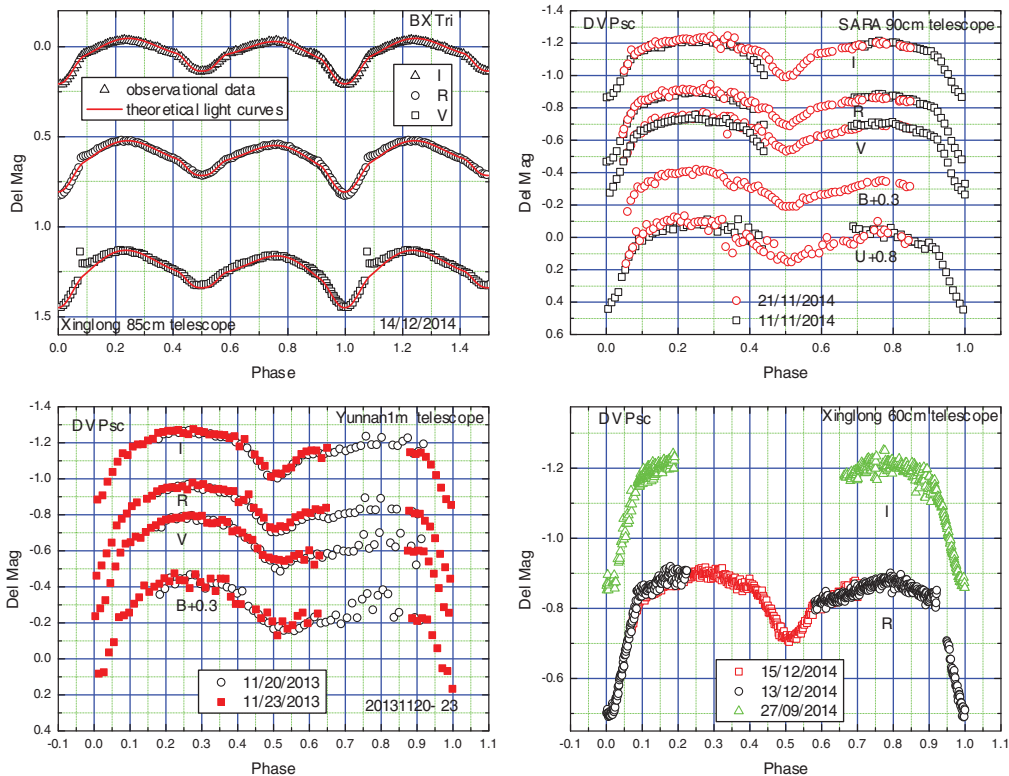 BX Tri
0.0
0.5
1.0
1.5
Del Mag
observational data
theoretical light curves
I
R
V
Xinglong 85cm telescope
14/12/2014
0.0 0.2 0.4 0.6 0.8 1.0 1.2 1.4
Phase
DVPsc
SARA 90cm telescope
-1.4
-1.2
-1.0
-0.8
-0.6
-0.4
-0.2
0.0
0.2
0.4
0.6
Del Mag
I
R
V
B+0.3
U+0.8
21/11/2014
11/11/2014
0.0 0.2 0.4 0.6 0.8 1.0
Phase
DVPsc
Yunnan1m telescope
-1.4
-1.2
-1.0
-0.8
-0.6
-0.4
-0.2
0.0
0.2
0.4
Del Mag
I
R
V
B+0.3
11/20/2013
11/23/2013
20131120-23
-0.1 0.0 0.1 0.2 0.3 0.4 0.5 0.6 0.7 0.8 0.9 1.0 1.1
Phase
DVPsc
Xinglong 60cm telescope
-1.2
-1.0
-0.8
-0.6
Del Mag
I
R
15/12/2014
13/12/2014
27/09/2014
-0.1 0.0 0.1 0.2 0.3 0.4 0.5 0.6 0.7 0.8 0.9 1.0 1.1
Phase